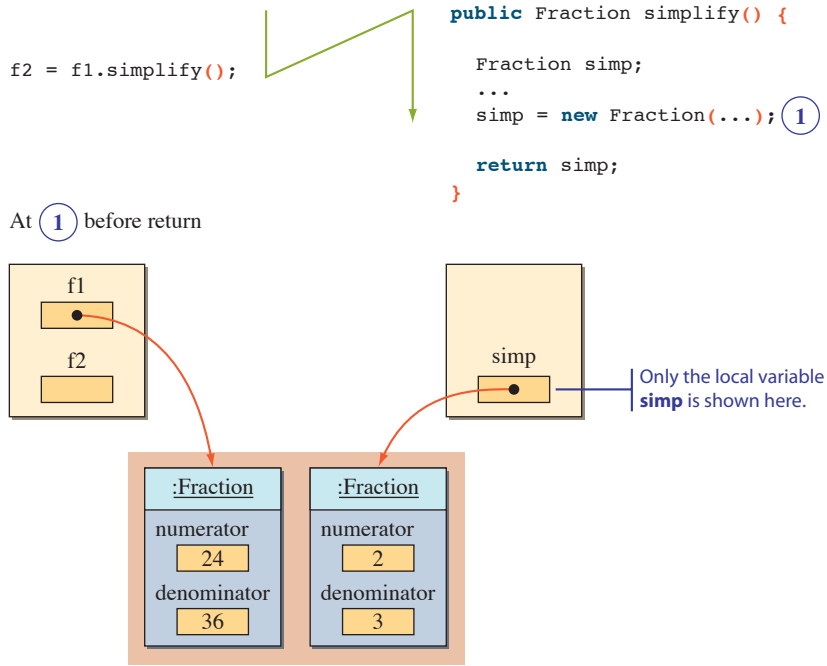 public Fraction simplify() {
f2 = f1.simplify();
Fraction simp;
...
simp = new Fraction(...); 1
return simp;
}
At 1 before return
f1
f2
simp
Only the local variable
simp is shown here.
:Fraction :Fraction
numerator numerator
24 2
denominator denominator
36 3